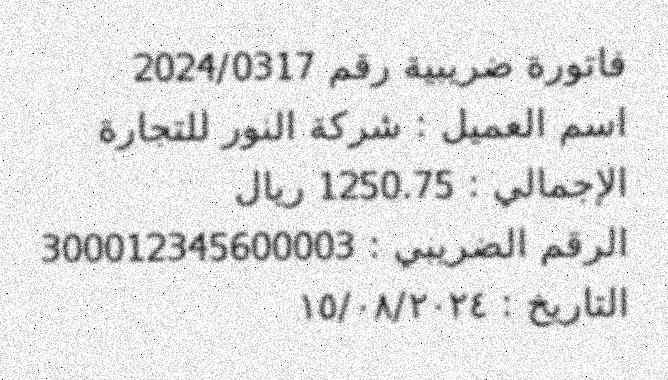 فاتورة ضريبية رقم 2024/0317
اسم العميل : شركة النور للتجارة
الإجمالي : 1250.75 ريال
الرقم الضريبي : 300012345600003
التاريخ : ١٥/٠٨/٢٠٢٤